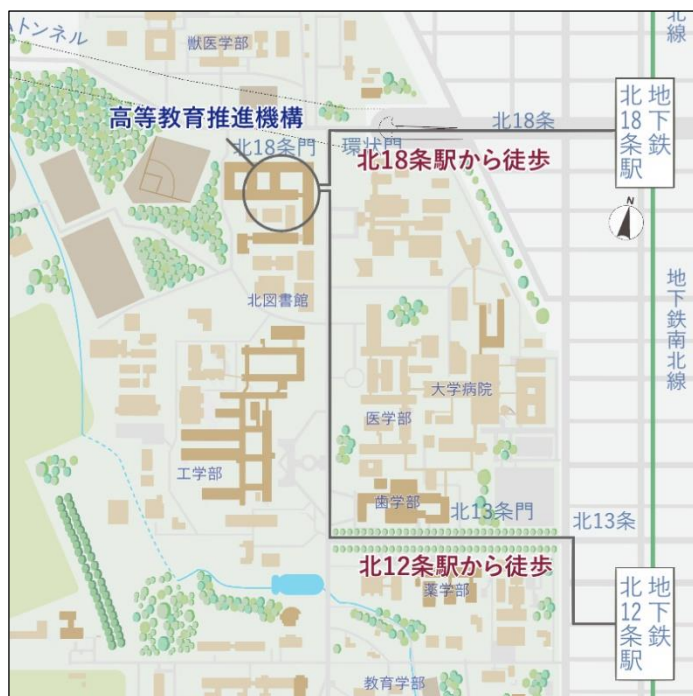 トンネル
獣医学部
北線
高等教育推進機構
北18条門
環状門
北18条
地下鉄
北18条駅
北18条駅から徒歩
N
北図書館
地下鉄南北線
大学病院
医学部
工学部
歯学部
北13条門
北13条
北12条駅から徒歩
薬学部
地下鉄
北12条駅
教育学部